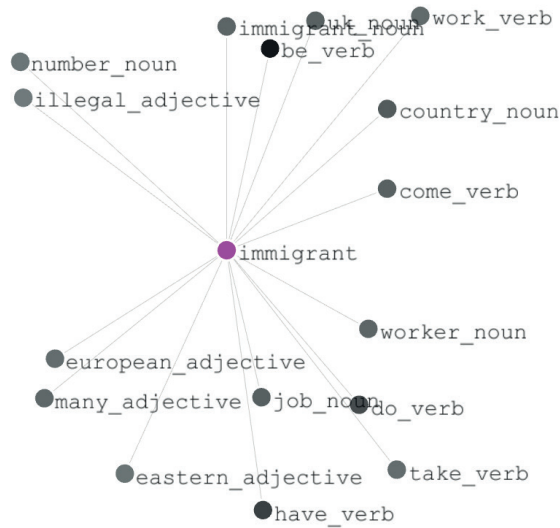 work_verb
uk_noun
immigrant_noun
be_verb
number_noun
illegal_adjective
country_noun
come_verb
immigrant
worker_noun
european_adjective
many_adjective
job_noun
do_verb
take_verb
eastern_adjective
have_verb